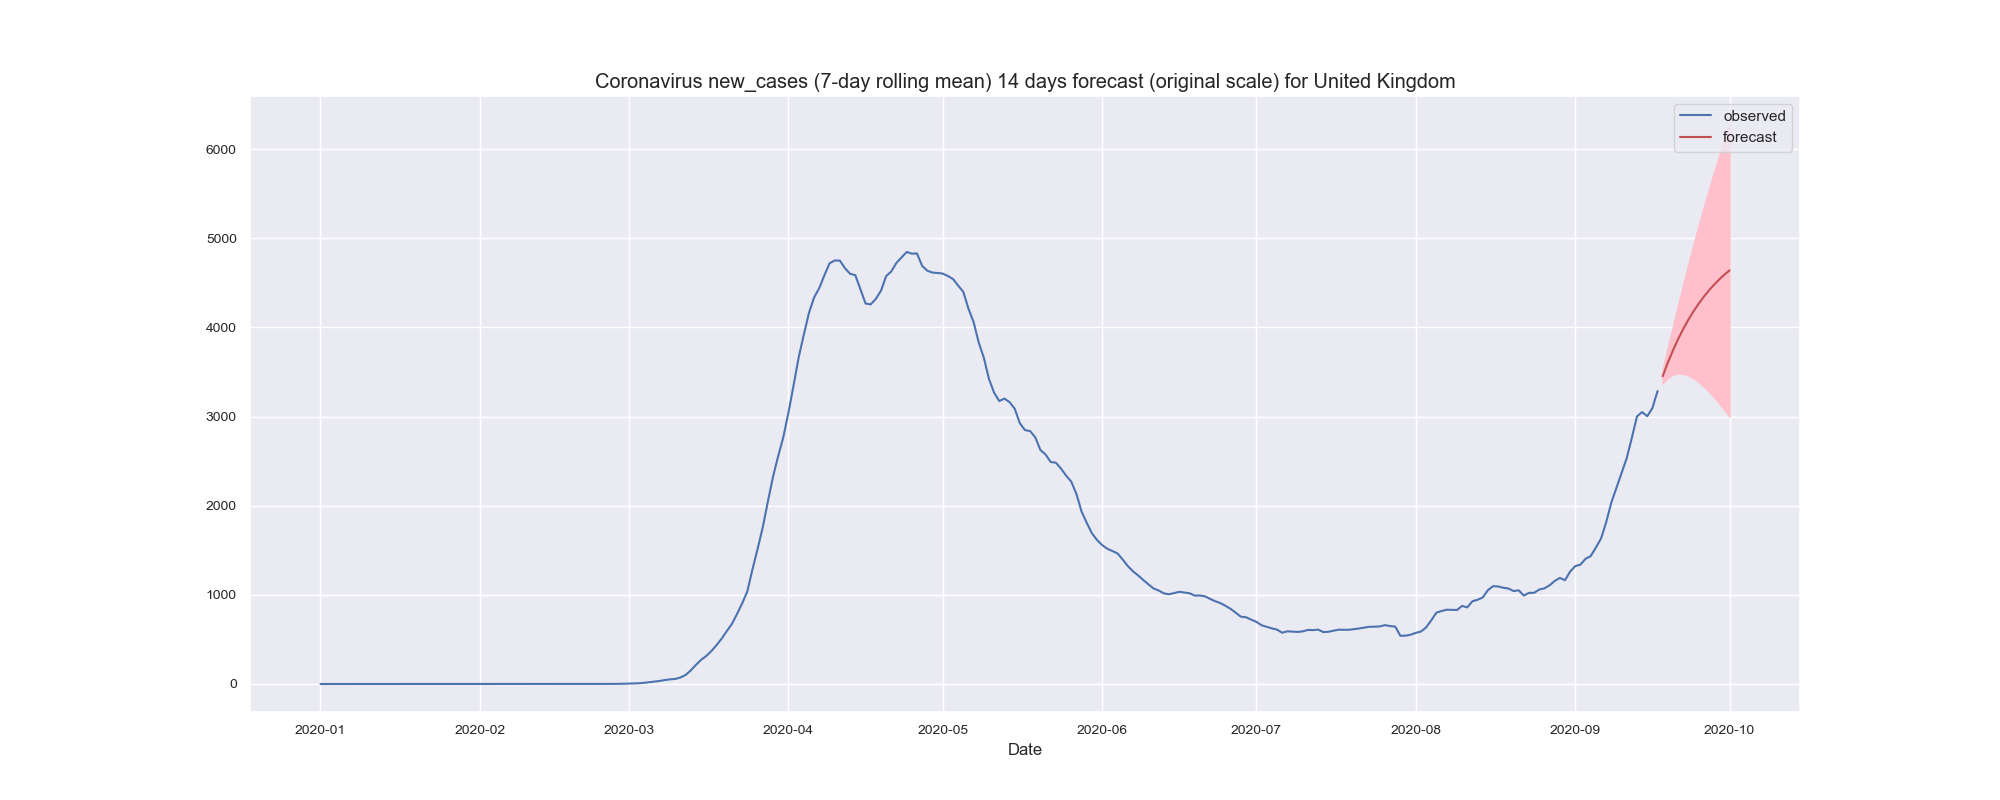 Coronavirus new_cases (7-day rolling mean) 14 days forecast (original scale) for United Kingdom
observed
forecast
6000
5000
4000
3000
2000
1000
0
2020-01 2020-02 2020-03 2020-04 2020-05 2020-06 2020-07 2020-08 2020-09 2020-10
Date